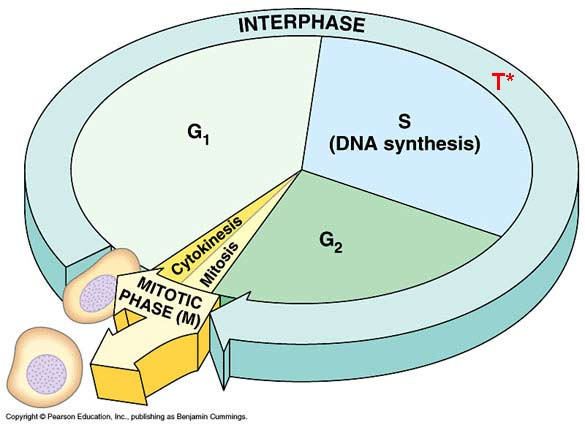 INTERPHASE
T*
G₁
S
(DNA synthesis)
G₂
Cytokinesis
Mitosis
MITOTIC
PHASE (M)
Copyright © Pearson Education, Inc., publishing as Benjamin Cummings.